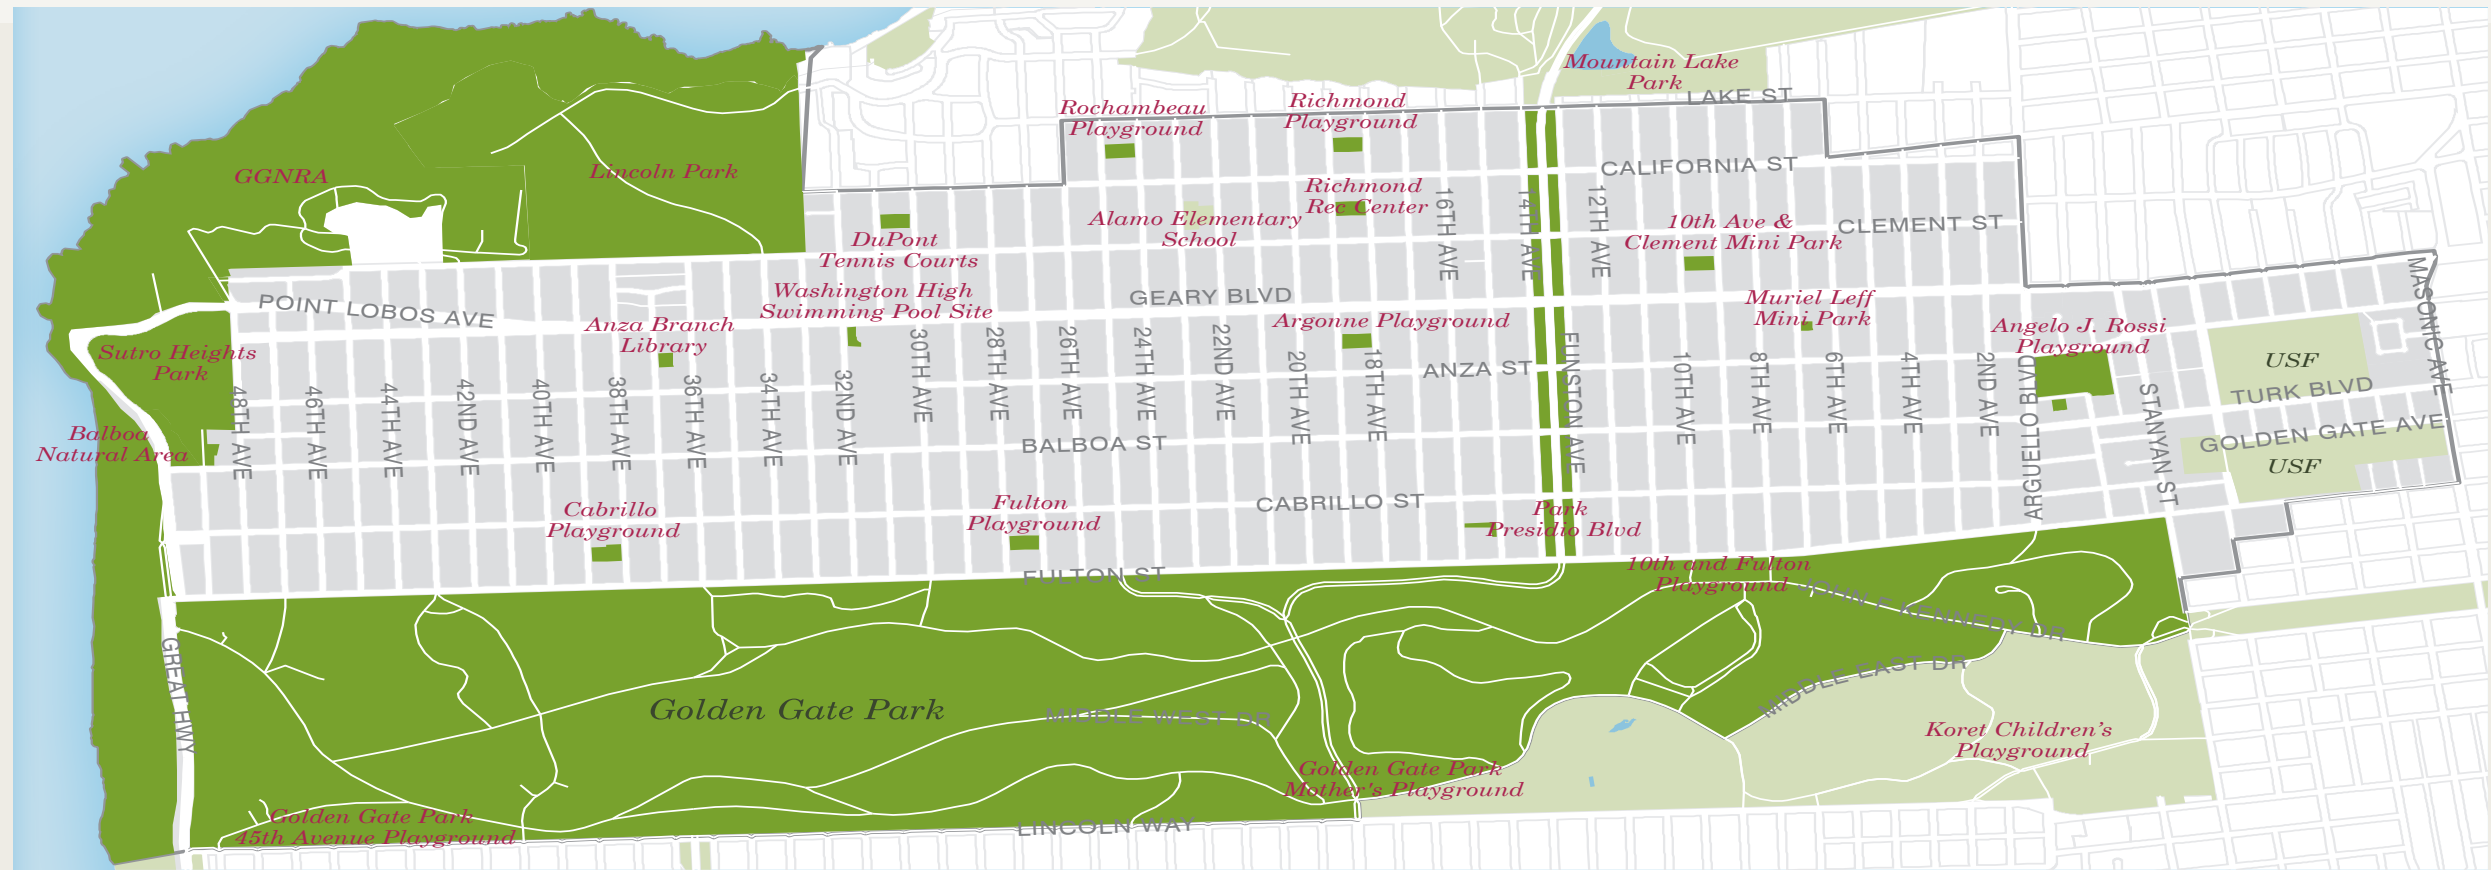 Mountain Lake
Park
LAKE ST
Rochambeau
Playground
Richmond
Playground
GGNRA
Lincoln Park
CALIFORNIA ST
Richmond
Rec Center
16TH AVE
14TH AVE
12TH AVE
Alamo Elementary
School
10th Ave &
Clement Mini Park
CLEMENT ST
DuPont
Tennis Courts
POINT LOBOS AVE
Washington High
Swimming Pool Site
GEARY BLVD
Muriel Leff
Mini Park
MASONIC AVE
Anza Branch
Library
Argonne Playground
Angelo J. Rossi
Playground
Sutro Heights
Park
USF
ANZA ST
TURK BLVD
48TH AVE
46TH AVE
44TH AVE
42ND AVE
40TH AVE
38TH AVE
36TH AVE
34TH AVE
32ND AVE
30TH AVE
28TH AVE
26TH AVE
24TH AVE
22ND AVE
20TH AVE
18TH AVE
FUNSTON AVE
10TH AVE
8TH AVE
6TH AVE
4TH AVE
2ND AVE
ARGUELLO BLVD
STANYAN ST
Balboa
Natural Area
BALBOA ST
GOLDEN GATE AVE
USF
Cabrillo
Playground
Fulton
Playground
CABRILLO ST
Park
Presidio Blvd
FULTON ST
10th and Fulton
Playground
JOHN F KENNEDY DR
GREAT HWY
MIDDLE EAST DR
Golden Gate Park
MIDDLE WEST DR
Koret Children's
Playground
Golden Gate Park
Mother's Playground
Golden Gate Park
45th Avenue Playground
LINCOLN WAY